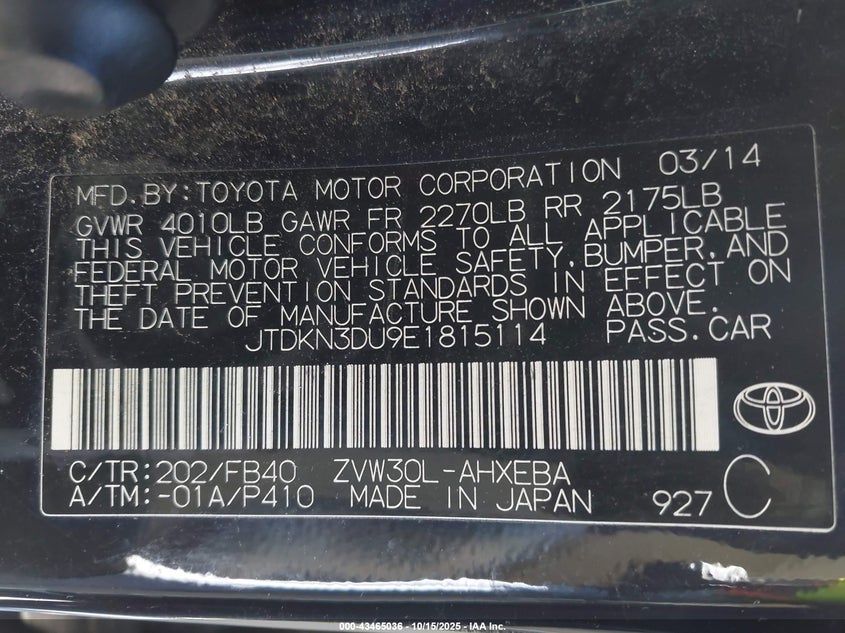 MFD.BY:TOYOTA MOTOR CORPORATION 03/14
GVWR 4010LB GAWR FR 2270LB RR 2175LB
THIS VEHICLE CONFORMS TO ALL APPLICABLE
FEDERAL MOTOR VEHICLE SAFETY,BUMPER,AND
THEFT PREVENTION STANDARDS IN EFFECT ON
THE DATE OF MANUFACTURE SHOWN ABOVE.
JTDKN3DU9E1815114 PASS.CAR
C/TR:202/FB40 ZVW30L-AHXEBA C
A/TM:-01A/P410 MADE IN JAPAN 927
000-43465036 - 10/15/2025 - IAA Inc.